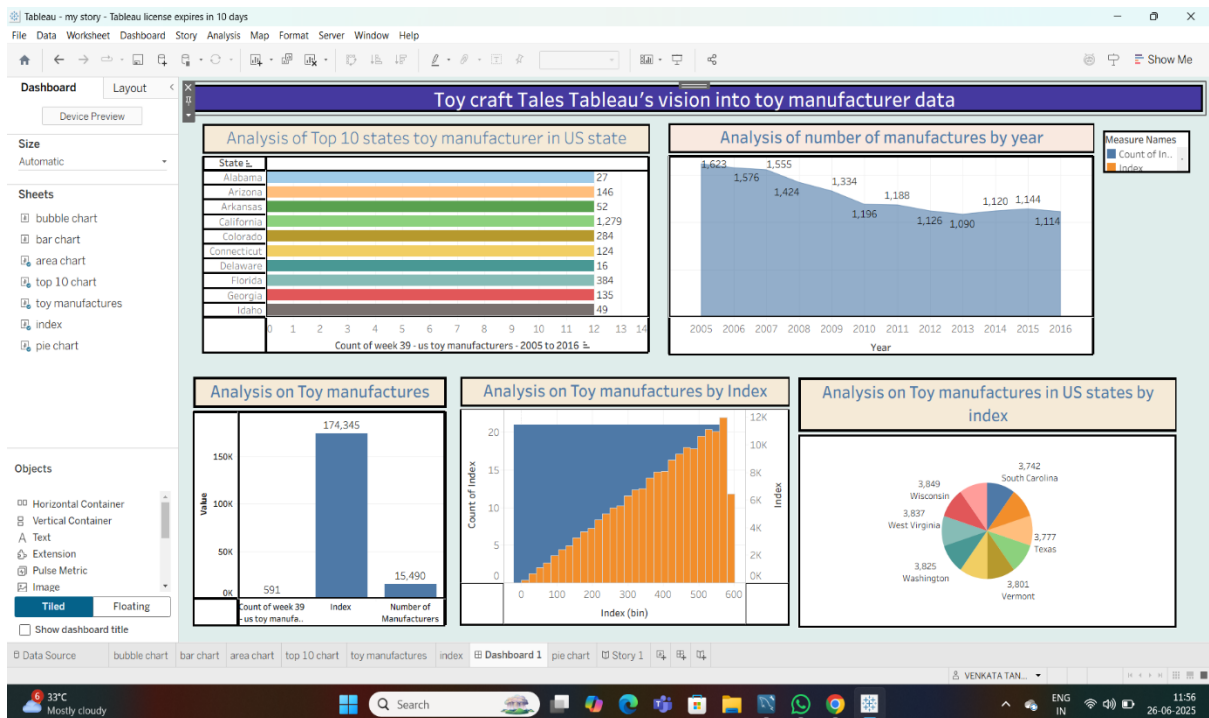 Tableau - my story - Tableau license expires in 10 days
File Data Worksheet Dashboard Story Analysis Map Format Server Window Help
Show Me
Dashboard Layout
Device Preview
Size
Automatic
Sheets
bubble chart
bar chart
area chart
top 10 chart
toy manufactures
index
pie chart
Objects
Horizontal Container
Vertical Container
Text
Extension
Pulse Metric
Image
Tiled Floating
Show dashboard title
Toy craft Tales Tableau's vision into toy manufacturer data
Analysis of Top 10 states toy manufacturer in US state
State
Alabama 27
Arizona 146
Arkansas 52
California 1,279
Colorado 284
Connecticut 124
Delaware 16
Florida 384
Georgia 135
Idaho 49
0 1 2 3 4 5 6 7 8 9 10 11 12 13 14
Count of week 39 - us toy manufacturers - 2005 to 2016
Analysis of number of manufactures by year
1,623 1,576 1,555 1,424 1,334 1,196 1,188 1,126 1,090 1,120 1,144 1,114
2005 2006 2007 2008 2009 2010 2011 2012 2013 2014 2015 2016
Year
Measure Names
Count of In..
Index
Analysis on Toy manufactures
174,345
150K
100K
50K
0K
Value
591
15,490
Count of week 39 - us toy manufa..
Index
Number of Manufacturers
Analysis on Toy manufactures by Index
20
15
10
5
0
Count of Index
12K
10K
8K
6K
4K
2K
0K
Index
0 100 200 300 400 500 600
Index (bin)
Analysis on Toy manufactures in US states by
index
3,742
South Carolina
3,849
Wisconsin
3,837
West Virginia
3,777
Texas
3,825
Washington
3,801
Vermont
Data Source bubble chart bar chart area chart top 10 chart toy manufactures index Dashboard 1 pie chart Story 1
VENKATA TAN...
6
33°C
Mostly cloudy
Search
ENG
IN
11:56
26-06-2025